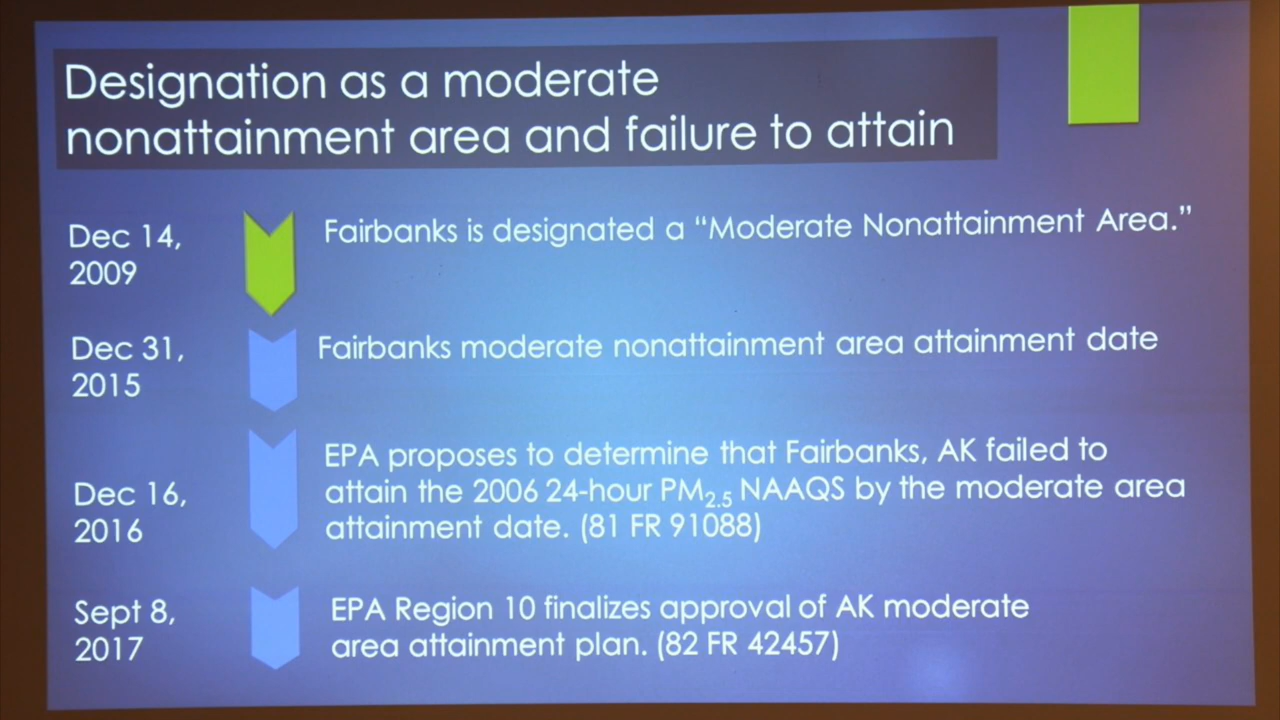 Designation as a moderate
nonattainment area and failure to attain
Dec 14,
2009
Fairbanks is designated a “Moderate Nonattainment Area.”
Dec 31,
2015
Fairbanks moderate nonattainment area attainment date
Dec 16,
2016
EPA proposes to determine that Fairbanks, AK failed to
attain the 2006 24-hour PM2.5 NAAQS by the moderate area
attainment date. (81 FR 91088)
Sept 8,
2017
EPA Region 10 finalizes approval of AK moderate
area attainment plan. (82 FR 42457)